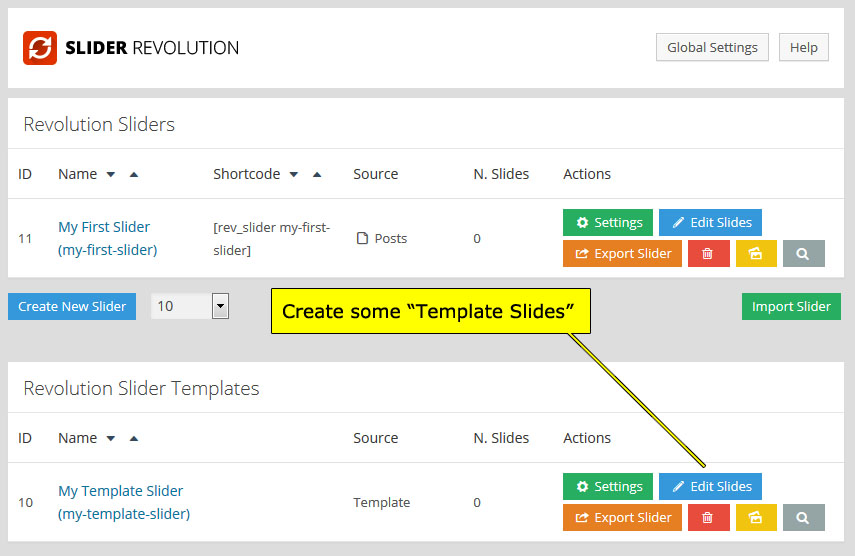 SLIDER REVOLUTION
Global Settings
Help
Revolution Sliders
ID Name Shortcode Source N. Slides Actions
11
My First Slider
(my-first-slider)
[rev_slider my-first-
slider]
Posts
0
Settings
Edit Slides
Export Slider
Create New Slider
10
Create some “Template Slides”
Import Slider
Revolution Slider Templates
ID Name Source N. Slides Actions
10
My Template Slider
(my-template-slider)
Template
0
Settings
Edit Slides
Export Slider